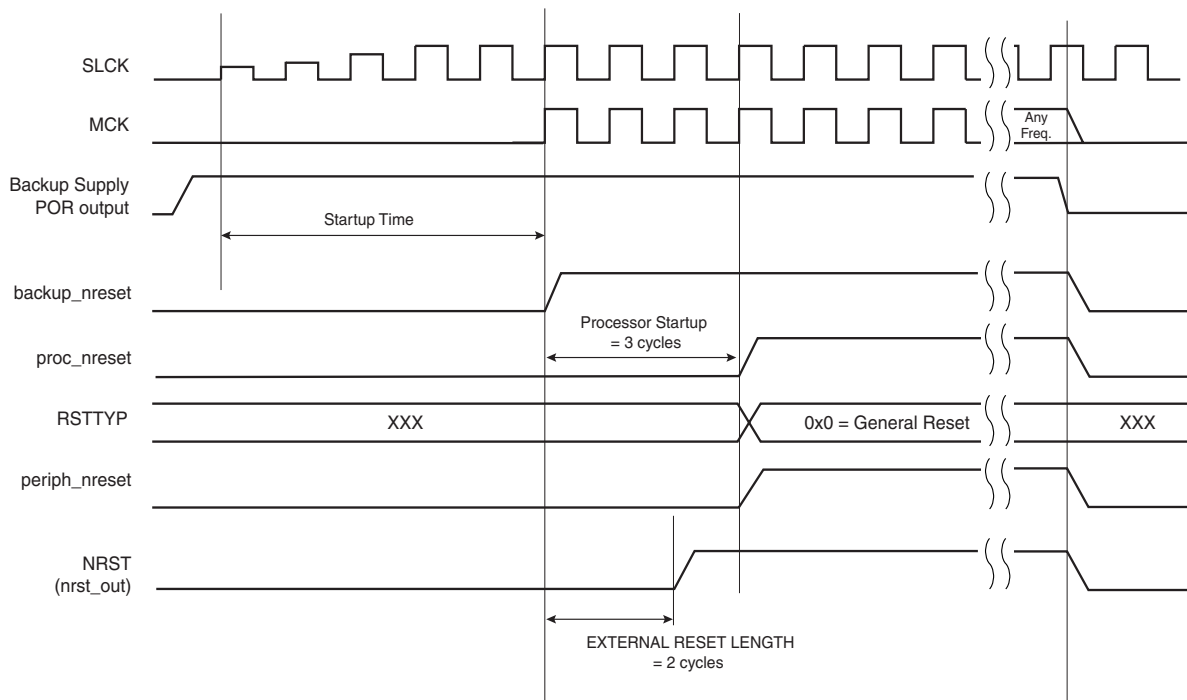 SLCK
MCK
Any
Freq.
Backup Supply
POR output
Startup Time
backup_nreset
Processor Startup
= 3 cycles
proc_nreset
RSTTYP
XXX
0x0 = General Reset
XXX
periph_nreset
NRST
(nrst_out)
EXTERNAL RESET LENGTH
= 2 cycles